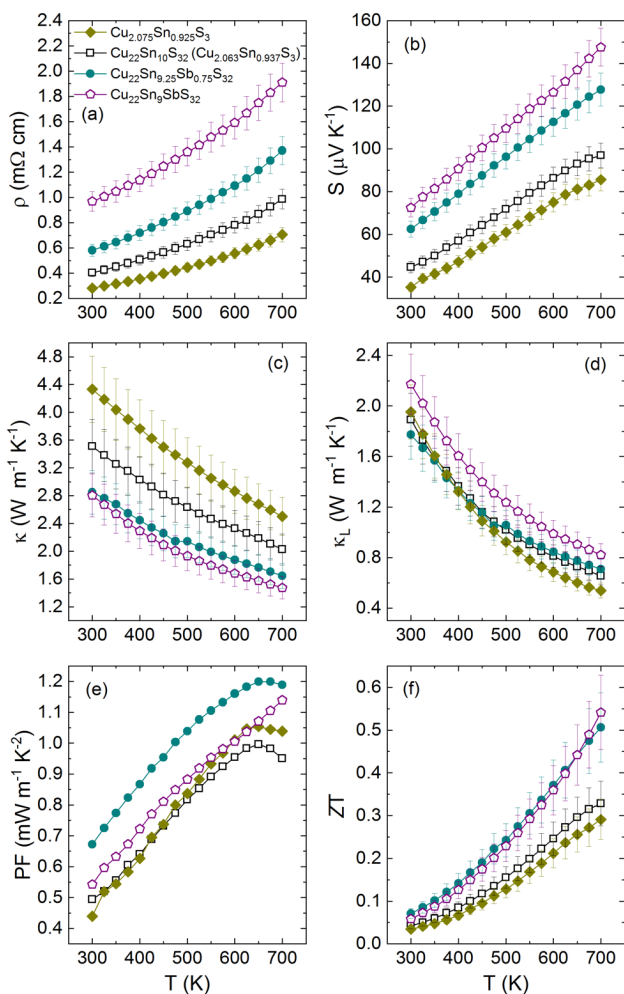 Cu2.075Sn0.925S3
Cu22Sn10S32 (Cu2.063Sn0.937S3)
Cu22Sn9.25Sb0.75S32
Cu22Sn9SbS32
(a)
ρ (mΩ cm)
2.4
2.2
2.0
1.8
1.6
1.4
1.2
1.0
0.8
0.6
0.4
0.2
300 400 500 600 700
(b)
S (μV K-1)
160
140
120
100
80
60
40
300 400 500 600 700
(c)
κ (W m-1 K-1)
4.8
4.4
4.0
3.6
3.2
2.8
2.4
2.0
1.6
1.2
300 400 500 600 700
(d)
κL (W m-1 K-1)
2.4
2.0
1.6
1.2
0.8
0.4
300 400 500 600 700
(e)
PF (mW m-1 K-2)
1.2
1.1
1.0
0.9
0.8
0.7
0.6
0.5
0.4
300 400 500 600 700
T (K)
(f)
ZT
0.6
0.5
0.4
0.3
0.2
0.1
0.0
300 400 500 600 700
T (K)